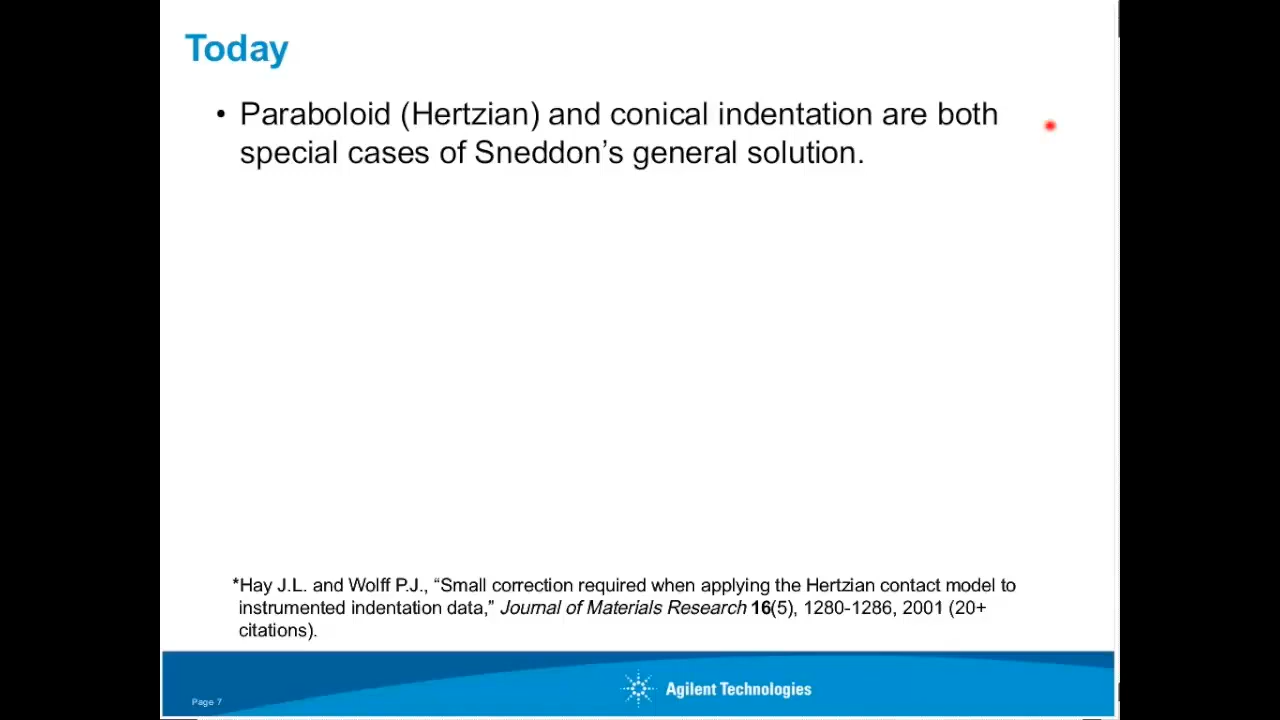 Today
• Paraboloid (Hertzian) and conical indentation are both
special cases of Sneddon’s general solution.
*Hay J.L. and Wolff P.J., “Small correction required when applying the Hertzian contact model to
instrumented indentation data,” Journal of Materials Research 16(5), 1280-1286, 2001 (20+
citations).
Page 7
Agilent Technologies